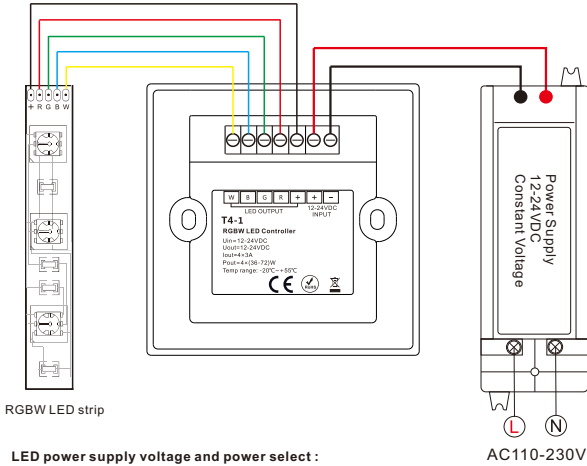 + R G B W
W B G R + + −
LED OUTPUT
12-24VDC
INPUT
T4-1
RGBW LED Controller
Uin=12-24VDC
Uout=12-24VDC
Iout=4×3A
Pout=4×(36-72)W
Temp range: -20℃~+55℃
CE RoHS
Power Supply
12-24VDC
Constant Voltage
L N
RGBW LED strip
AC110-230V
LED power supply voltage and power select :